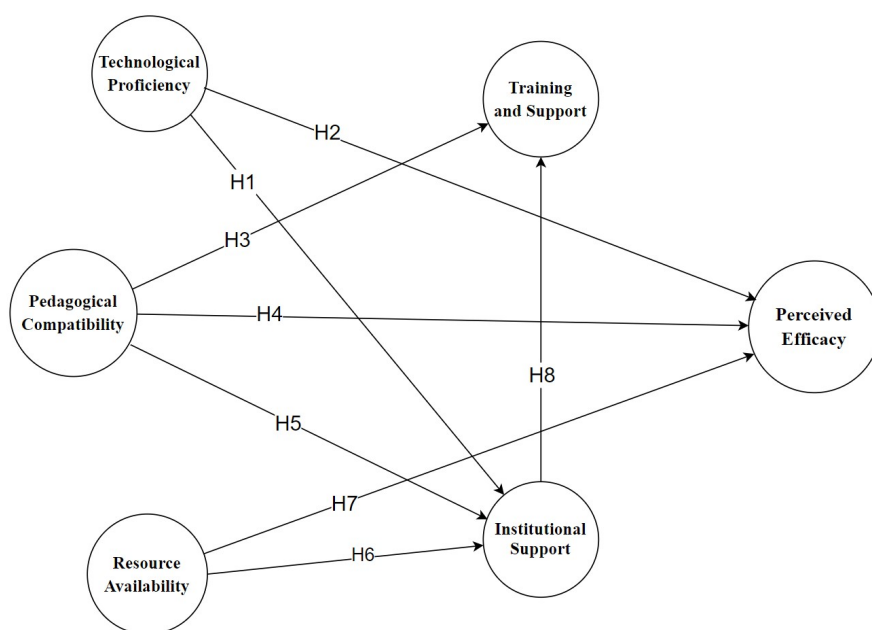 Technological
Proficiency
Training
and Support
H2
H1
H3
Pedagogical
Compatibility
H4
Perceived
Efficacy
H8
H5
H7
Institutional
Support
H6
Resource
Availability